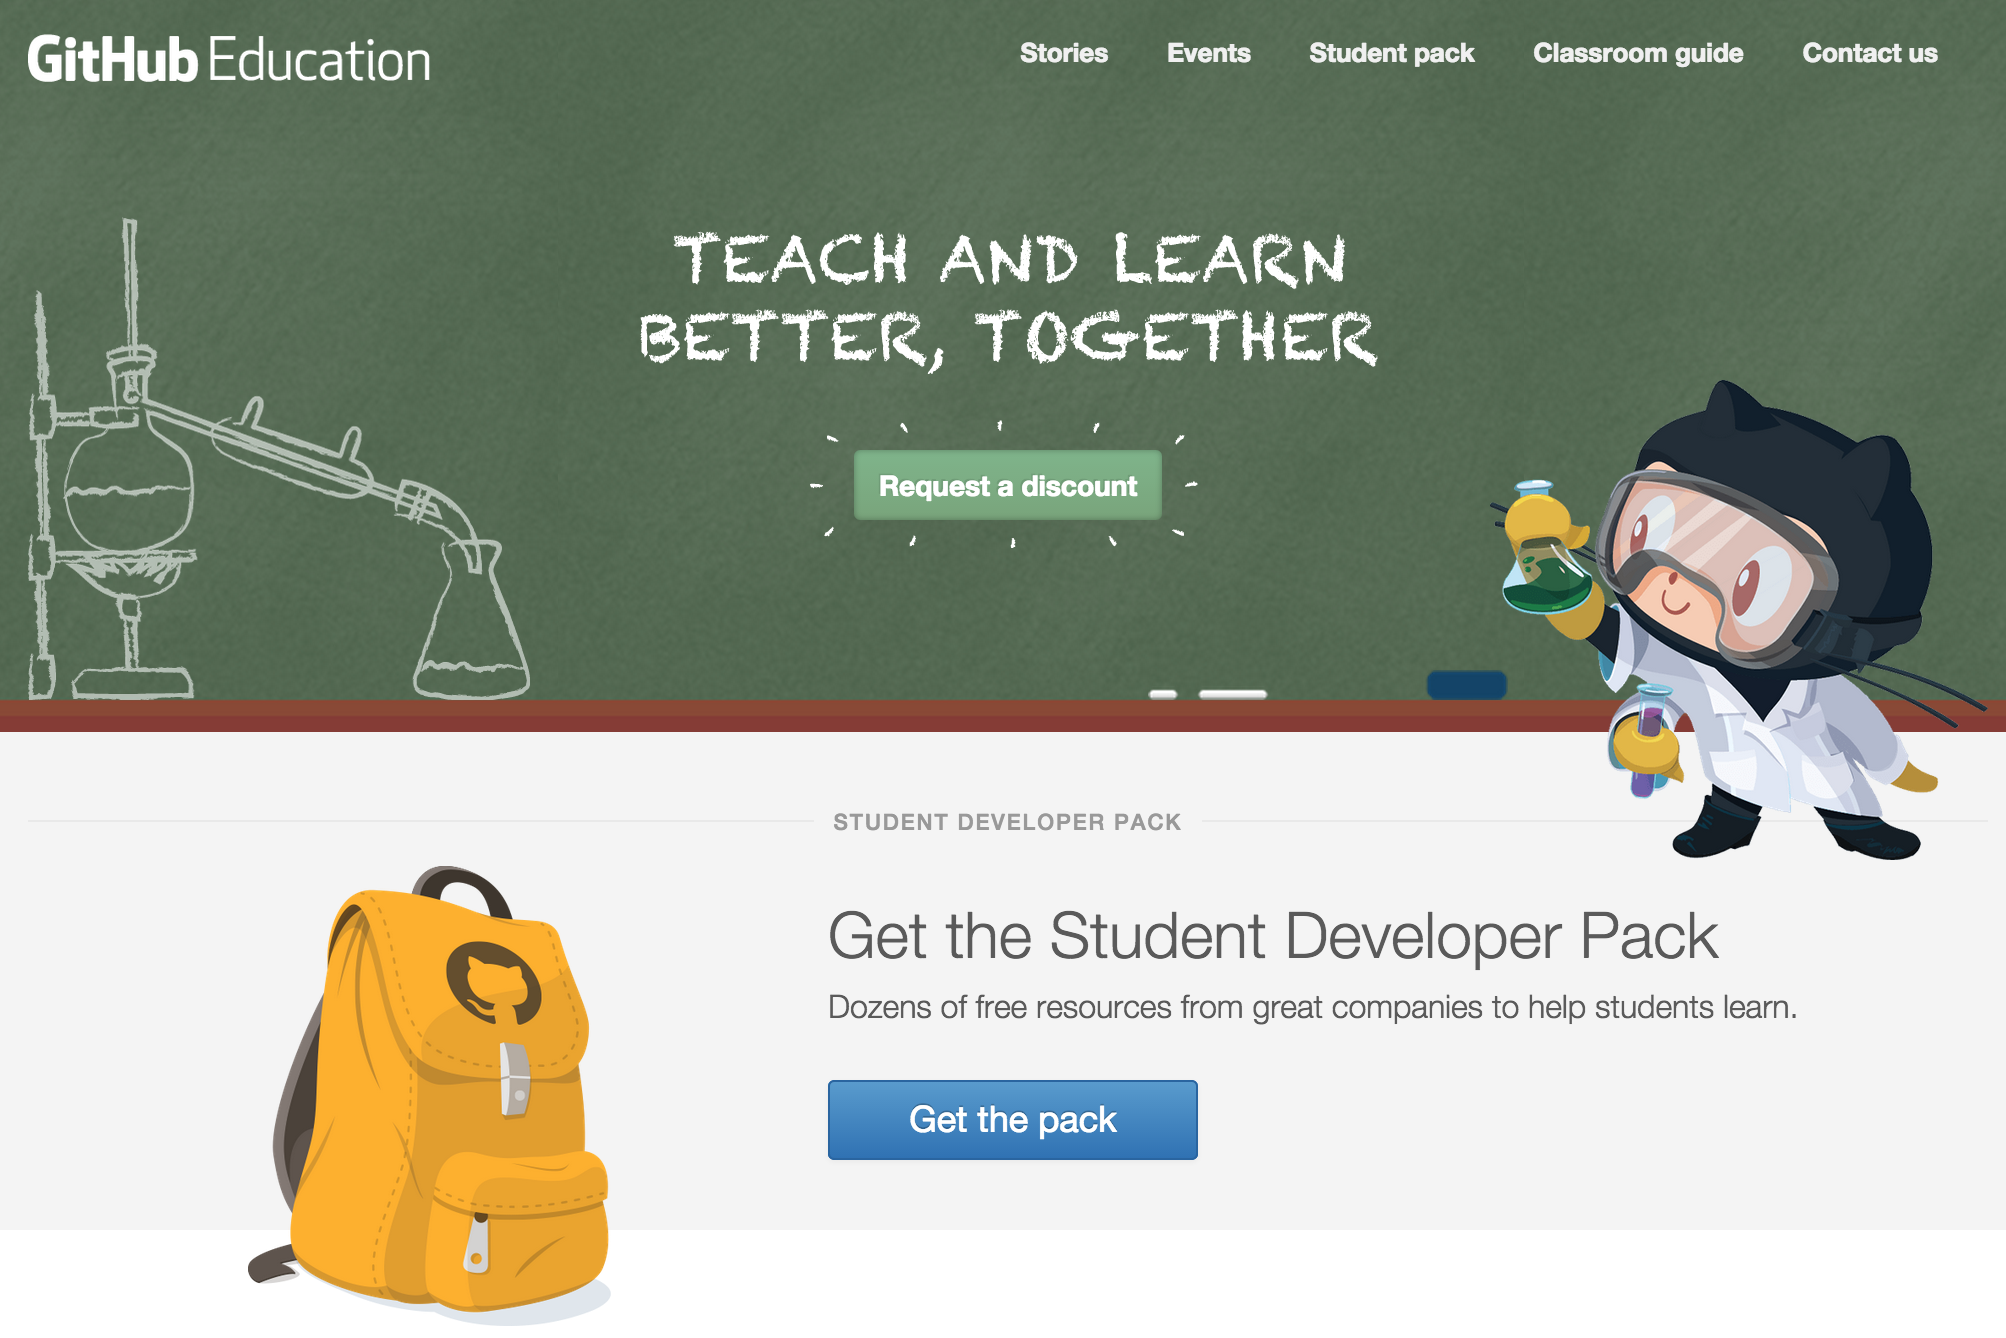 GitHub Education
Stories
Events
Student pack
Classroom guide
Contact us
TEACH AND LEARN
BETTER, TOGETHER
Request a discount
STUDENT DEVELOPER PACK
Get the Student Developer Pack
Dozens of free resources from great companies to help students learn.
Get the pack